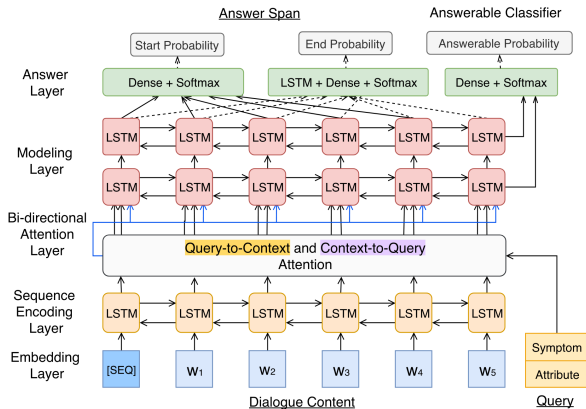 Answer Span
Answerable Classifier
Start Probability
End Probability
Answerable Probability
Answer
Layer
Dense + Softmax
LSTM + Dense + Softmax
Dense + Softmax
Modeling
Layer
LSTM LSTM LSTM LSTM LSTM LSTM
LSTM LSTM LSTM LSTM LSTM LSTM
Bi-directional
Attention
Layer
Query-to-Context and Context-to-Query
Attention
Sequence
Encoding
Layer
LSTM LSTM LSTM LSTM LSTM LSTM
Embedding
Layer
[SEQ] W1 W2 W3 W4 W5
Symptom
Attribute
Dialogue Content
Query